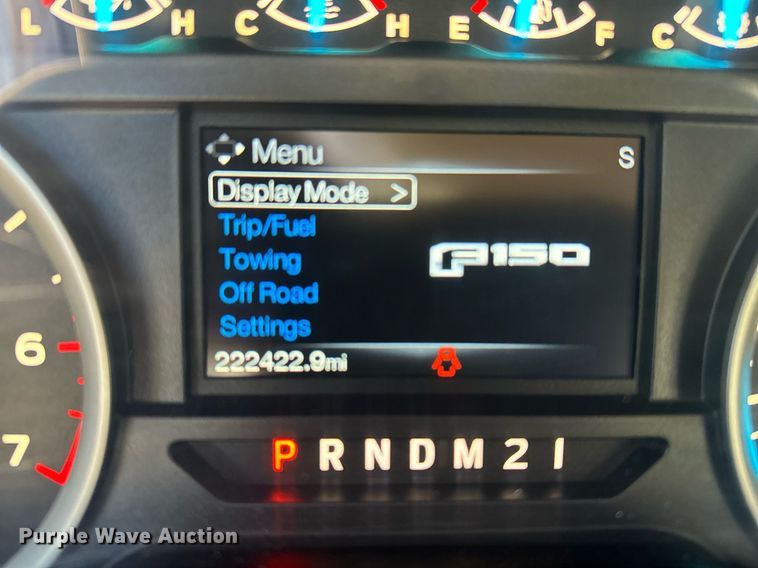 L H C H E F C
Menu S
Display Mode >
Trip/Fuel
F150
Towing
Off Road
Settings
222422.9mi
6
P R N D M 2 1
7
Purple Wave Auction